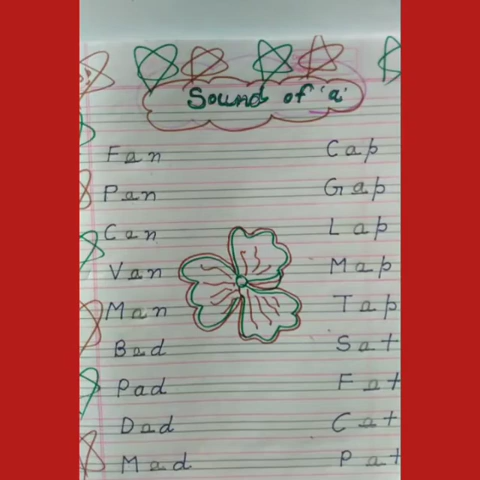 Sound of 'a'
Fan
Pan
Can
Van
Man
Bad
Pad
Dad
Mad
Cap
Gap
Lap
Map
Tap
Sat
Fat
Cat
Pat